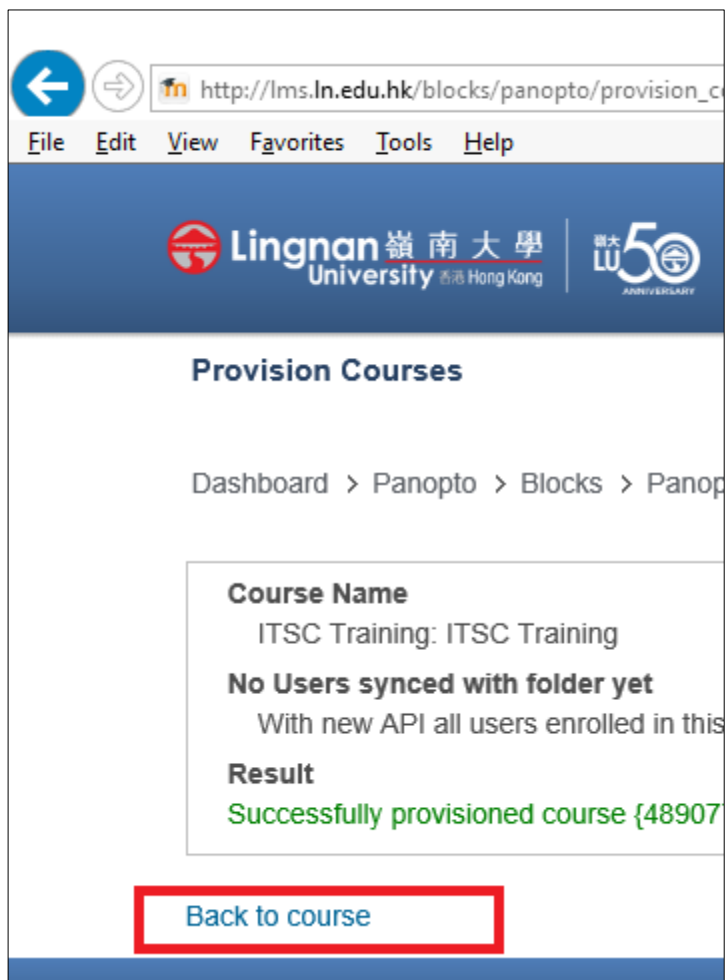 http://lms.ln.edu.hk/blocks/panopto/provision_c
File Edit View Favorites Tools Help
Lingnan 嶺南大學
University 香港 Hong Kong
嶺大 LU 50
ANNIVERSARY
Provision Courses
Dashboard > Panopto > Blocks > Panop
Course Name
ITSC Training: ITSC Training
No Users synced with folder yet
With new API all users enrolled in this
Result
Successfully provisioned course {48907
Back to course